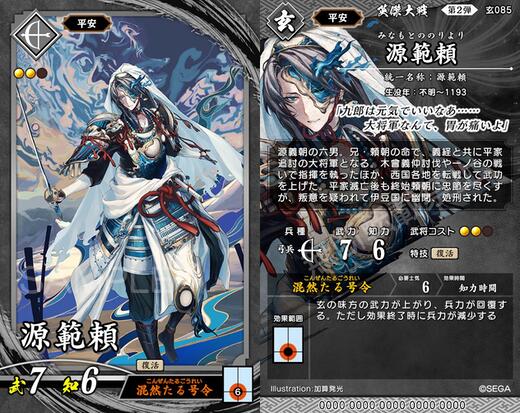 平安
源範頼
復活
武7 知6
こんぜんたるごうれい
混然たる号令
6
玄
平安
英傑大戦
第2弾
玄085
みなもとののりより
源範頼
統一名称：源範頼
生没年：不明～1193
「九郎は元気でいいなあ……
大将軍なんて、胃が痛いよ」
源義朝の六男。兄・頼朝の命で、義経と共に平家
追討の大将軍となる。木曾義仲討伐や一ノ谷の戦
いで指揮を執ったほか、西国各地を転戦して武功
を上げた。平家滅亡後も終始頼朝に忠節を尽くす
が、叛意を疑われて伊豆国に幽閉、処刑された。
兵種 武力 知力 武将コスト
弓兵 7 6
特技 復活
こんぜんたるごうれい
混然たる号令
必要士気
6
効果時間
知力時間
効果範囲
玄の味方の武力が上がり、兵力が回復す
る。ただし効果終了時に兵力が減少する
Illustration:加算発光
©SEGA
0000 0000-0000 0000-0000 0000